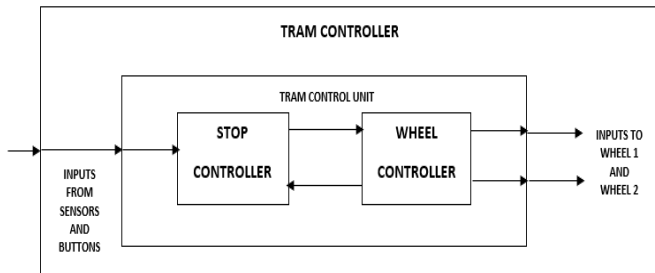 TRAM CONTROLLER
TRAM CONTROL UNIT
STOP
CONTROLLER
WHEEL
CONTROLLER
INPUTS
FROM
SENSORS
AND
BUTTONS
INPUTS TO
WHEEL 1
AND
WHEEL 2